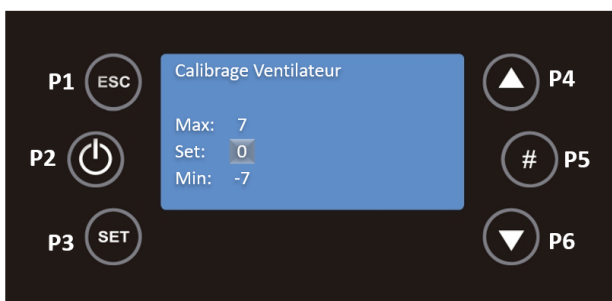 P1 ESC
P2
P3 SET
Calibrage Ventilateur
Max: 7
Set: 0
Min: -7
P4
# P5
P6